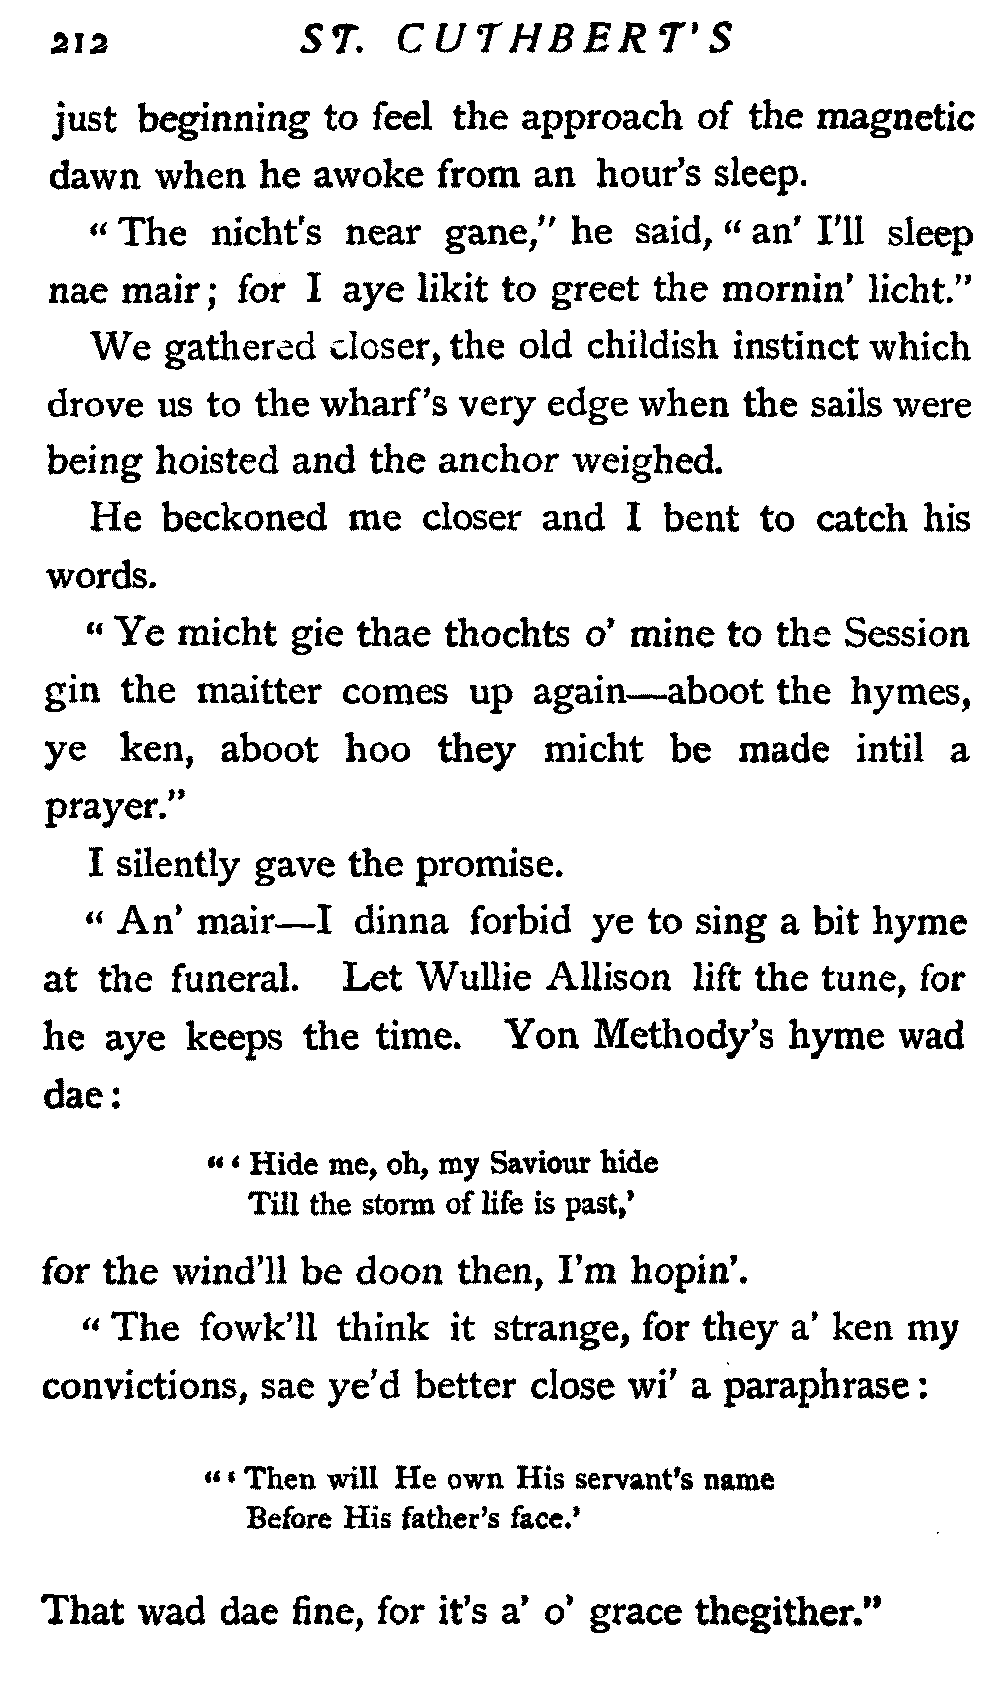 212 ST. CUTHBERT'S
just beginning to feel the approach of the magnetic
dawn when he awoke from an hour's sleep.
"The nicht's near gane," he said, "an' I'll sleep
nae mair; for I aye likit to greet the mornin' licht."
We gathered closer, the old childish instinct which
drove us to the wharf's very edge when the sails were
being hoisted and the anchor weighed.
He beckoned me closer and I bent to catch his
words.
"Ye micht gie thae thochts o' mine to the Session
gin the maitter comes up again—aboot the hymes,
ye ken, aboot hoo they micht be made intil a
prayer."
I silently gave the promise.
"An' mair—I dinna forbid ye to sing a bit hyme
at the funeral. Let Wullie Allison lift the tune, for
he aye keeps the time. Yon Methody's hyme wad
dae:
"'Hide me, oh, my Saviour hide
Till the storm of life is past,'
for the wind'll be doon then, I'm hopin'.
"The fowk'll think it strange, for they a' ken my
convictions, sae ye'd better close wi' a paraphrase:
"'Then will He own His servant's name
Before His father's face.'
That wad dae fine, for it's a' o' grace thegither."